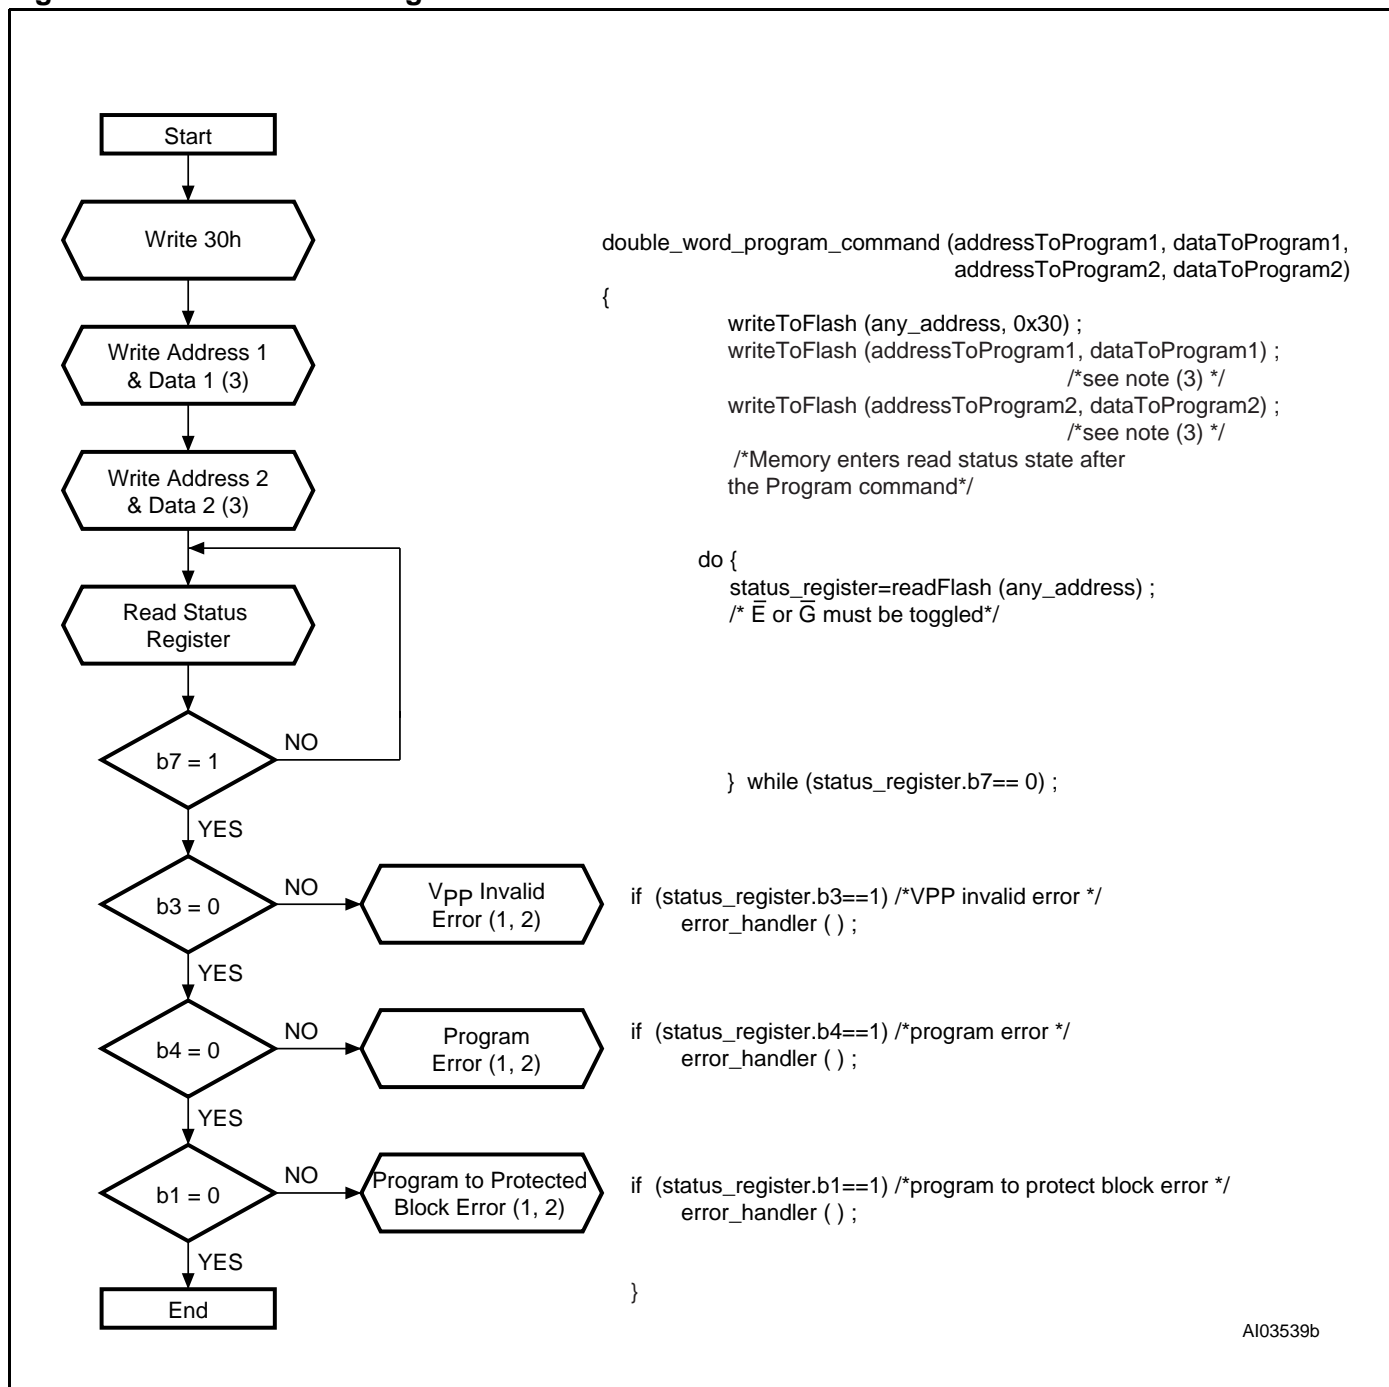 Start
Write 30h
Write Address 1
& Data 1 (3)
Write Address 2
& Data 2 (3)
Read Status
Register
b7 = 1
NO
YES
b3 = 0
NO
VPP Invalid
Error (1, 2)
YES
b4 = 0
NO
Program
Error (1, 2)
YES
b1 = 0
NO
Program to Protected
Block Error (1, 2)
YES
End
double_word_program_command (addressToProgram1, dataToProgram1,
addressToProgram2, dataToProgram2)
{
writeToFlash (any_address, 0x30) ;
writeToFlash (addressToProgram1, dataToProgram1) ;
/*see note (3) */
writeToFlash (addressToProgram2, dataToProgram2) ;
/*see note (3) */
/*Memory enters read status state after
the Program command*/
do {
status_register=readFlash (any_address) ;
/* E̅ or G̅ must be toggled*/
} while (status_register.b7== 0) ;
if (status_register.b3==1) /*VPP invalid error */
error_handler ( ) ;
if (status_register.b4==1) /*program error */
error_handler ( ) ;
if (status_register.b1==1) /*program to protect block error */
error_handler ( ) ;
}
AI03539b